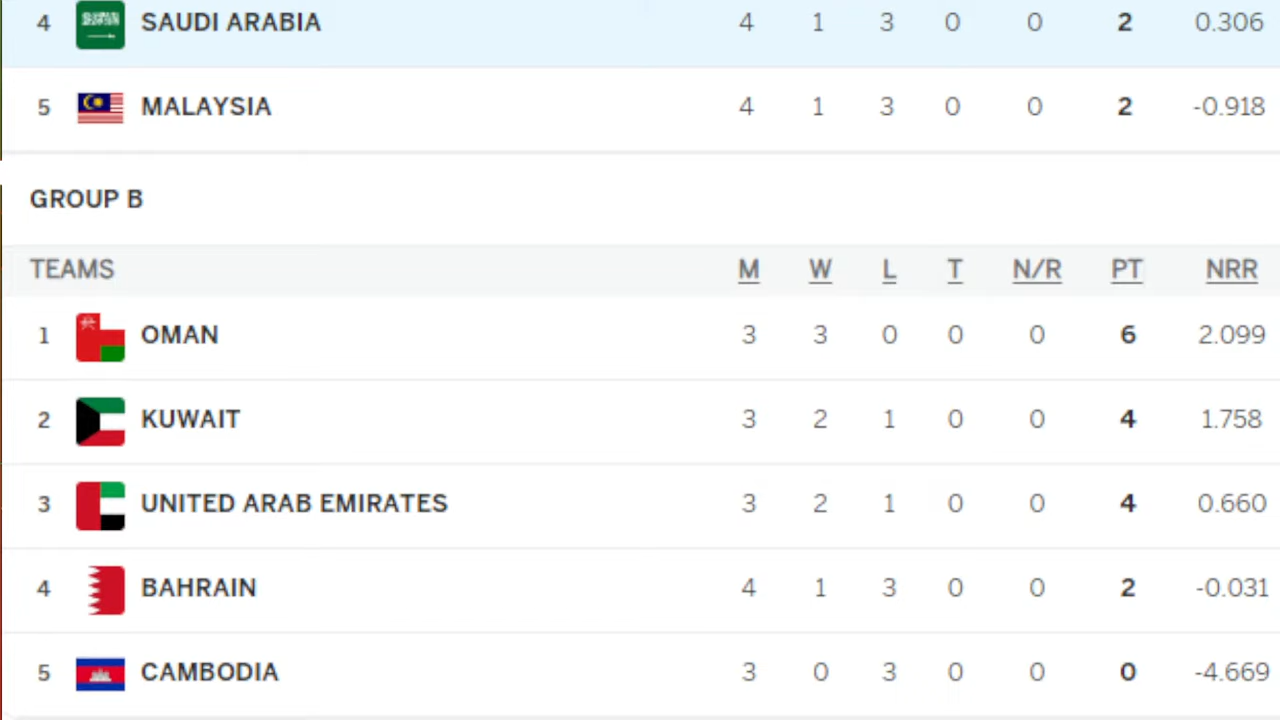 4 SAUDI ARABIA 4 1 3 0 0 2 0.306
5 MALAYSIA 4 1 3 0 0 2 -0.918
GROUP B
TEAMS M W L T N/R PT NRR
1 OMAN 3 3 0 0 0 6 2.099
2 KUWAIT 3 2 1 0 0 4 1.758
3 UNITED ARAB EMIRATES 3 2 1 0 0 4 0.660
4 BAHRAIN 4 1 3 0 0 2 -0.031
5 CAMBODIA 3 0 3 0 0 0 -4.669